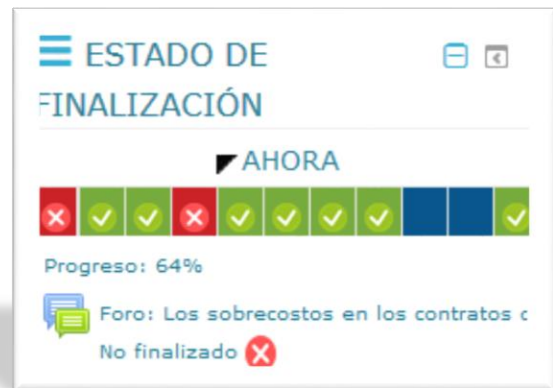 ESTADO DE
FINALIZACIÓN
AHORA
Progreso: 64%
Foro: Los sobrecostos en los contratos
No finalizado